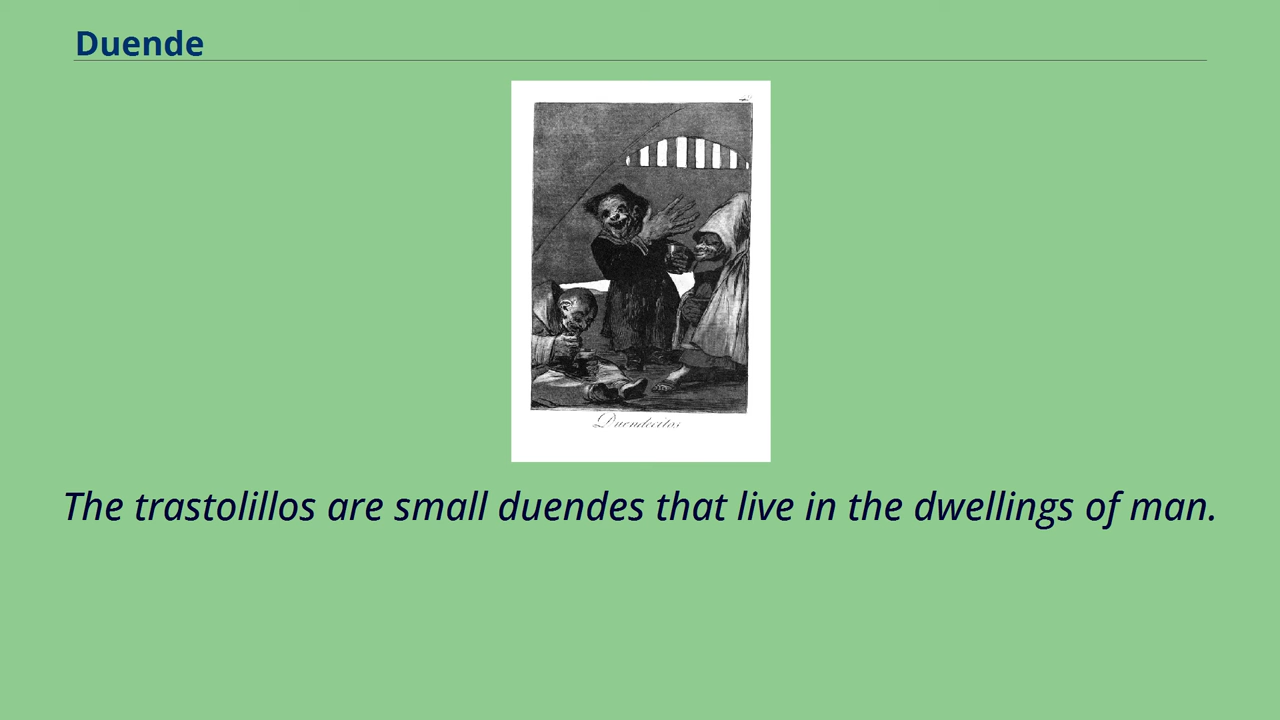 Duende
Duendecitos
The trastolillos are small duendes that live in the dwellings of man.